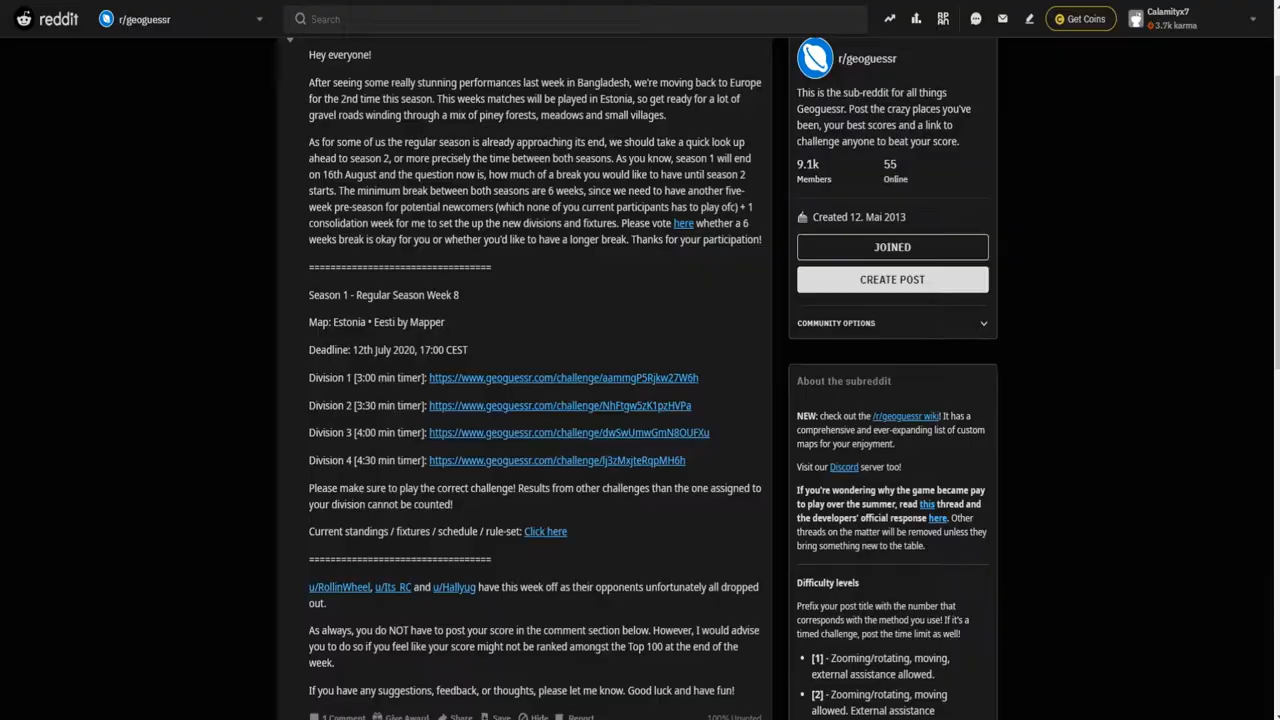 reddit
r/geoguessr
Search
Get Coins
Calamityx7
3.7k karma
Hey everyone!
After seeing some really stunning performances last week in Bangladesh, we're moving back to Europe
for the 2nd time this season. This weeks matches will be played in Estonia, so get ready for a lot of
gravel roads winding through a mix of piney forests, meadows and small villages.
As for some of us the regular season is already approaching its end, we should take a quick look up
ahead to season 2, or more precisely the time between both seasons. As you know, season 1 will end
on 16th August and the question now is, how much of a break you would like to have until season 2
starts. The minimum break between both seasons are 6 weeks, since we need to have another five-
week pre-season for potential newcomers (which none of you current participants has to play ofc) + 1
consolidation week for me to set the up the new divisions and fixtures. Please vote here whether a 6
weeks break is okay for you or whether you'd like to have a longer break. Thanks for your participation!
==================================
Season 1 - Regular Season Week 8
Map: Estonia • Eesti by Mapper
Deadline: 12th July 2020, 17:00 CEST
Division 1 [3:00 min timer]: https://www.geoguessr.com/challenge/aammgP5Rjkw27W6h
Division 2 [3:30 min timer]: https://www.geoguessr.com/challenge/NhFtgw5zK1pzHVPa
Division 3 [4:00 min timer]: https://www.geoguessr.com/challenge/dwSwUmwGmN8OUFXu
Division 4 [4:30 min timer]: https://www.geoguessr.com/challenge/lj3zMxjteRqpMH6h
Please make sure to play the correct challenge! Results from other challenges than the one assigned to
your division cannot be counted!
Current standings / fixtures / schedule / rule-set: Click here
==================================
u/RollinWheel, u/Its_RC and u/Hallyug have this week off as their opponents unfortunately all dropped
out.
As always, you do NOT have to post your score in the comment section below. However, I would advise
you to do so if you feel like your score might not be ranked amongst the Top 100 at the end of the
week.
If you have any suggestions, feedback, or thoughts, please let me know. Good luck and have fun!
1 Comment Give Award Share Save Hide Report 100% Upvoted
r/geoguessr
This is the sub-reddit for all things
Geoguessr. Post the crazy places you've
been, your best scores and a link to
challenge anyone to beat your score.
9.1k 55
Members Online
Created 12. Mai 2013
JOINED
CREATE POST
COMMUNITY OPTIONS
About the subreddit
NEW: check out the /r/geoguessr wiki! It has a
comprehensive and ever-expanding list of custom
maps for your enjoyment.
Visit our Discord server too!
If you're wondering why the game became pay
to play over the summer, read this thread and
the developers' official response here. Other
threads on the matter will be removed unless they
bring something new to the table.
Difficulty levels
Prefix your post title with the number that
corresponds with the method you use! If it's a
timed challenge, post the time limit as well!
• [1] - Zooming/rotating, moving,
external assistance allowed.
• [2] - Zooming/rotating, moving
allowed. External assistance